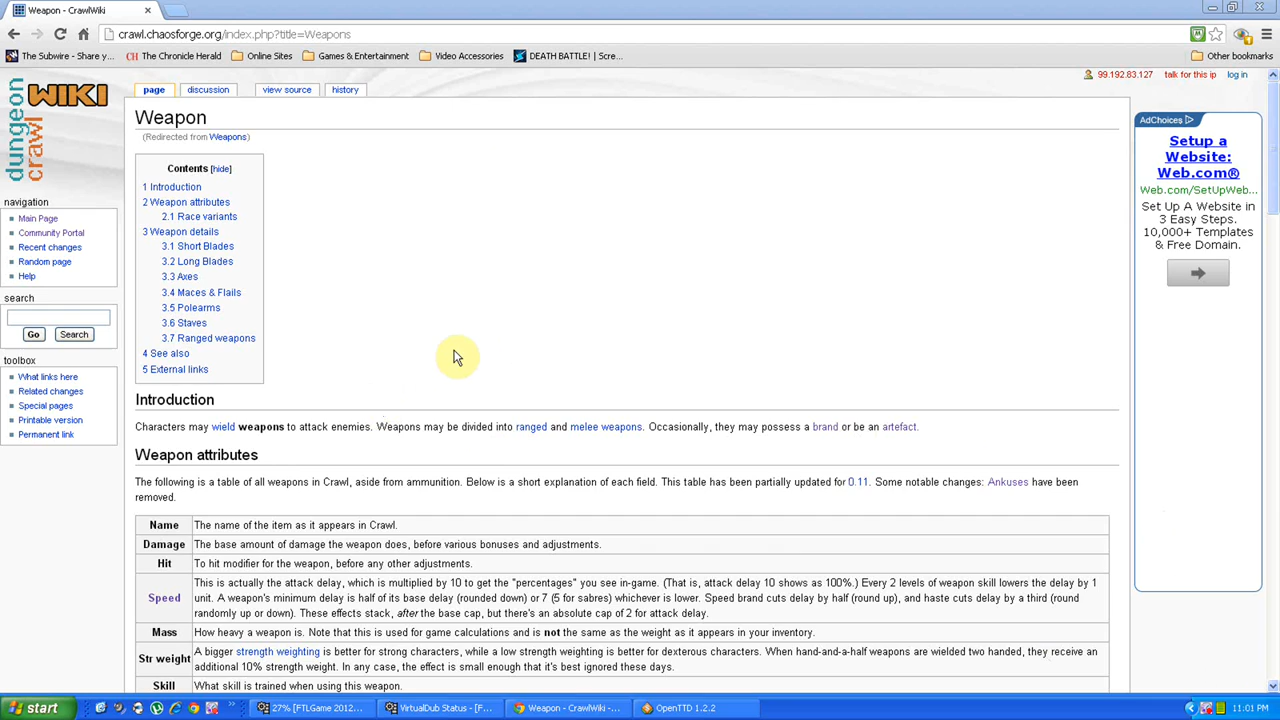 Weapon - CrawlWiki
crawl.chaosforge.org/index.php?title=Weapons
The Subwire - Share y... The Chronicle Herald Online Sites Games & Entertainment Video Accessories DEATH BATTLE! | Scre... Other bookmarks
99.192.83.127 talk for this ip log in
dungeon crawl WIKI
page discussion view source history
Weapon
(Redirected from Weapons)
Contents [hide]
1 Introduction
2 Weapon attributes
2.1 Race variants
3 Weapon details
3.1 Short Blades
3.2 Long Blades
3.3 Axes
3.4 Maces & Flails
3.5 Polearms
3.6 Staves
3.7 Ranged weapons
4 See also
5 External links
navigation
Main Page
Community Portal
Recent changes
Random page
Help
search
Go Search
toolbox
What links here
Related changes
Special pages
Printable version
Permanent link
Introduction
Characters may wield weapons to attack enemies. Weapons may be divided into ranged and melee weapons. Occasionally, they may possess a brand or be an artefact.
Weapon attributes
The following is a table of all weapons in Crawl, aside from ammunition. Below is a short explanation of each field. This table has been partially updated for 0.11. Some notable changes: Ankuses have been
removed.
Name The name of the item as it appears in Crawl.
Damage The base amount of damage the weapon does, before various bonuses and adjustments.
Hit To hit modifier for the weapon, before any other adjustments.
Speed This is actually the attack delay, which is multiplied by 10 to get the "percentages" you see in-game. (That is, attack delay 10 shows as 100%.) Every 2 levels of weapon skill lowers the delay by 1
unit. A weapon's minimum delay is half of its base delay (rounded down) or 7 (5 for sabres) whichever is lower. Speed brand cuts delay by half (round up), and haste cuts delay by a third (round
randomly up or down). These effects stack, after the base cap, but there's an absolute cap of 2 for attack delay.
Mass How heavy a weapon is. Note that this is used for game calculations and is not the same as the weight as it appears in your inventory.
Str weight A bigger strength weighting is better for strong characters, while a low strength weighting is better for dexterous characters. When hand-and-a-half weapons are wielded two handed, they receive an
additional 10% strength weight. In any case, the effect is small enough that it's best ignored these days.
Skill What skill is trained when using this weapon.
AdChoices
Setup a
Website:
Web.com®
Web.com/SetUpWeb...
Set Up A Website in
3 Easy Steps.
10,000+ Templates
& Free Domain.
start 27% [FTLGame 2012... VirtualDub Status - [F... Weapon - CrawlWiki -... OpenTTD 1.2.2 11:01 PM